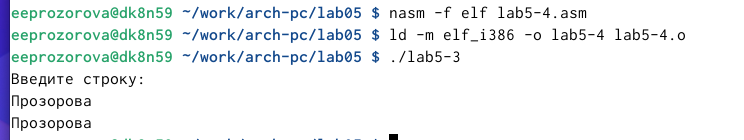 eeprozorova@dk8n59 ~/work/arch-pc/lab05 $ nasm -f elf lab5-4.asm
eeprozorova@dk8n59 ~/work/arch-pc/lab05 $ ld -m elf_i386 -o lab5-4 lab5-4.o
eeprozorova@dk8n59 ~/work/arch-pc/lab05 $ ./lab5-3
Введите строку:
Прозорова
Прозорова